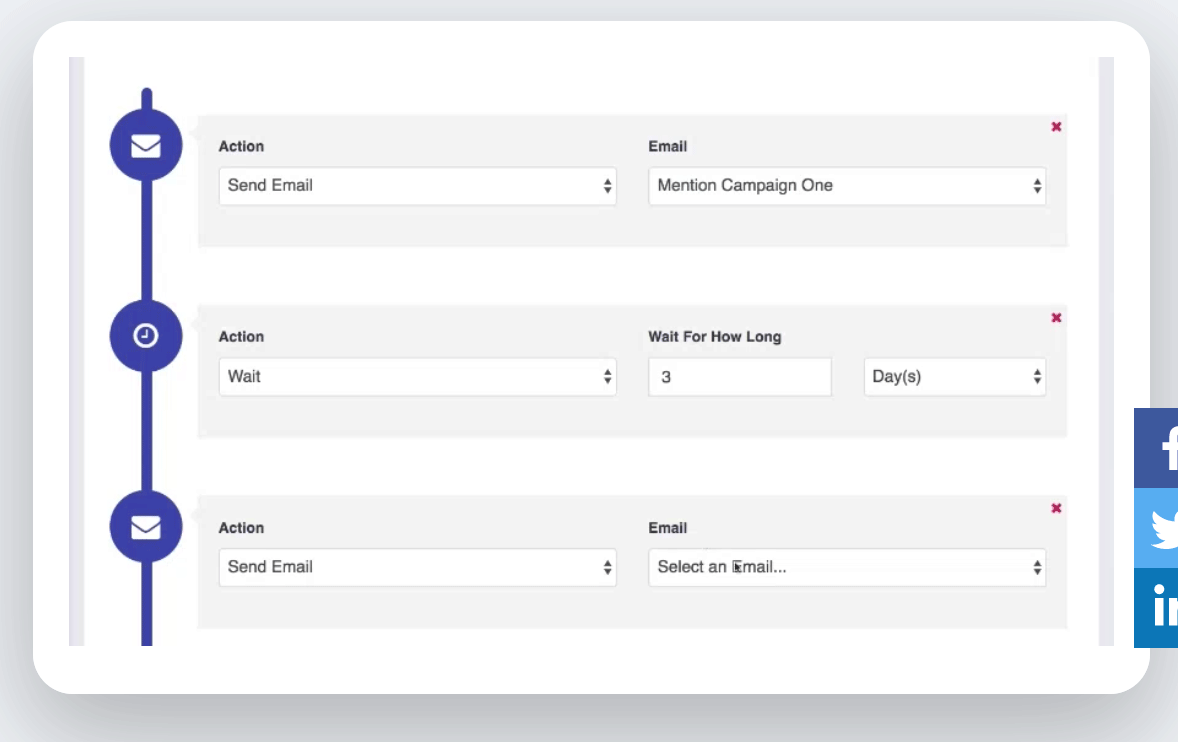 Action Email
Send Email Mention Campaign One
Action Wait For How Long
Wait 3 Day(s)
Action Email
Send Email Select an Email...
f
in